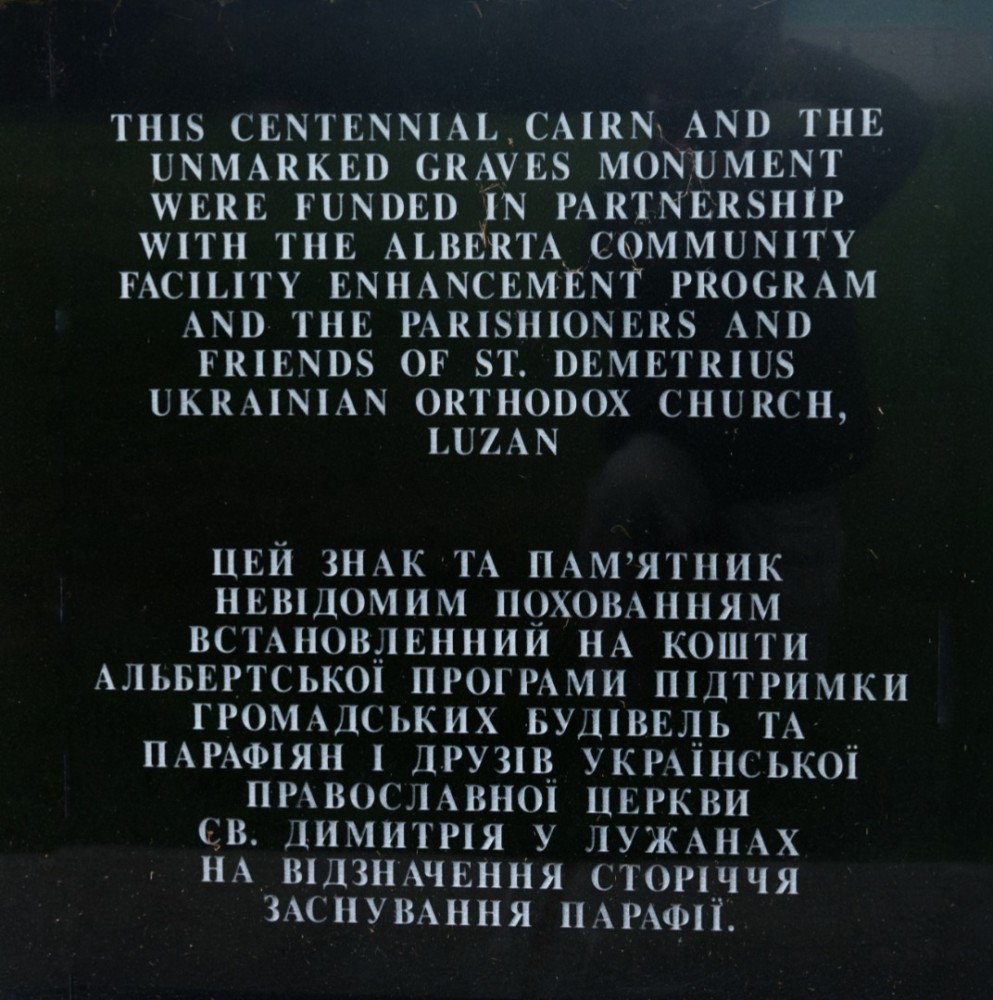 THIS CENTENNIAL CAIRN AND THE
UNMARKED GRAVES MONUMENT
WERE FUNDED IN PARTNERSHIP
WITH THE ALBERTA COMMUNITY
FACILITY ENHANCEMENT PROGRAM
AND THE PARISHIONERS AND
FRIENDS OF ST. DEMETRIUS
UKRAINIAN ORTHODOX CHURCH,
LUZAN
ЦЕЙ ЗНАК ТА ПАМ’ЯТНИК
НЕВІДОМИМ ПОХОВАННЯМ
ВСТАНОВЛЕННИЙ НА КОШТИ
АЛЬБЕРТСЬКОЇ ПРОГРАМИ ПІДТРИМКИ
ГРОМАДСЬКИХ БУДІВЕЛЬ ТА
ПАРАФІЯН І ДРУЗІВ УКРАЇНСЬКОЇ
ПРАВОСЛАВНОЇ ЦЕРКВИ
СВ. ДИМИТРІЯ У ЛУЖАНАХ
НА ВІДЗНАЧЕННЯ СТОРІЧЧЯ
ЗАСНУВАННЯ ПАРАФІЇ.